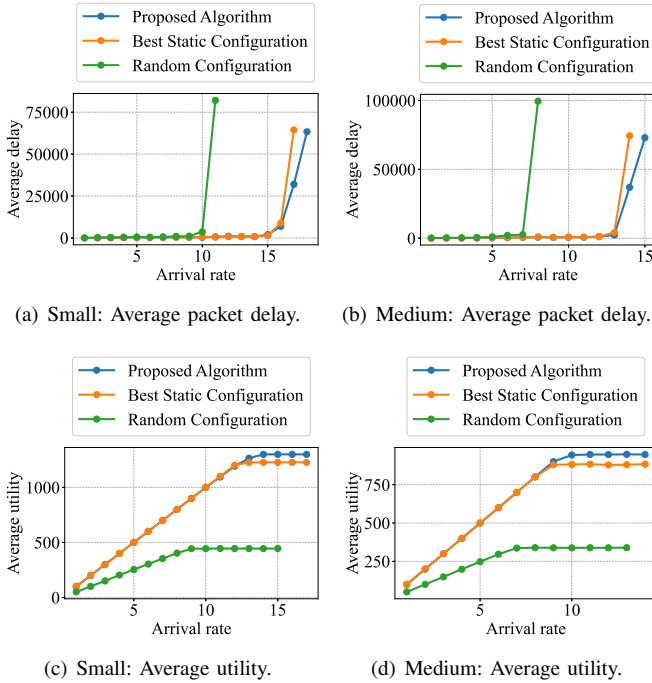 Proposed Algorithm
Best Static Configuration
Random Configuration
75000
50000
25000
0
5
10
15
Average delay
Arrival rate
(a) Small: Average packet delay.
Proposed Algorithm
Best Static Configuration
Random Configuration
100000
50000
0
5
10
15
Average delay
Arrival rate
(b) Medium: Average packet delay.
Proposed Algorithm
Best Static Configuration
Random Configuration
1000
500
0
5
10
15
Average utility
Arrival rate
(c) Small: Average utility.
Proposed Algorithm
Best Static Configuration
Random Configuration
750
500
250
5
10
Average utility
Arrival rate
(d) Medium: Average utility.